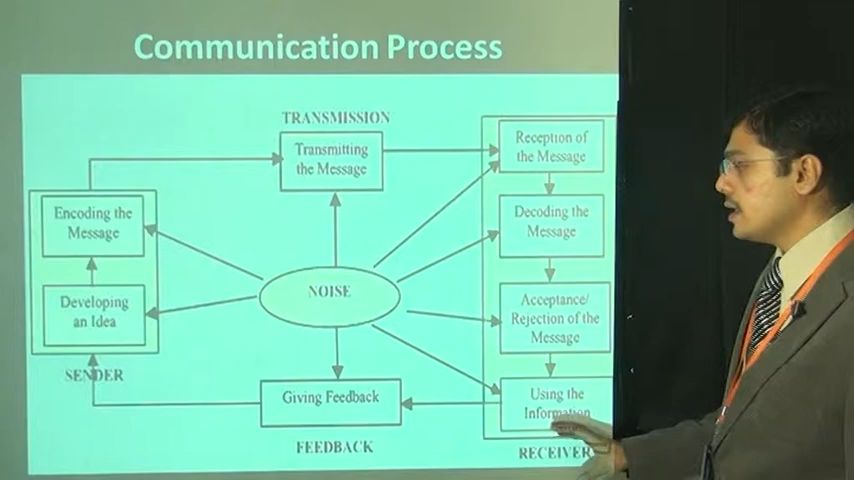 Communication Process
TRANSMISSION
Transmitting
the Message
Reception of
the Message
Encoding the
Message
Decoding the
Message
NOISE
Developing
an Idea
Acceptance/
Rejection of the
Message
SENDER
Giving Feedback
Using the
Information
FEEDBACK
RECEIVER